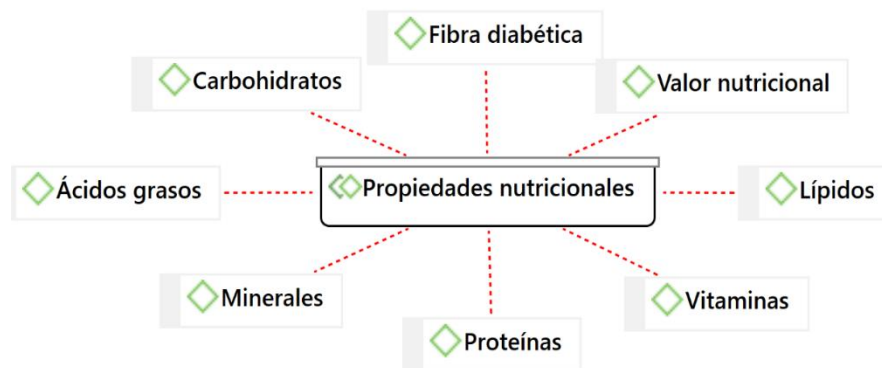 Fibra diabética
Carbohidratos
Valor nutricional
Ácidos grasos
Propiedades nutricionales
Lípidos
Minerales
Vitaminas
Proteínas